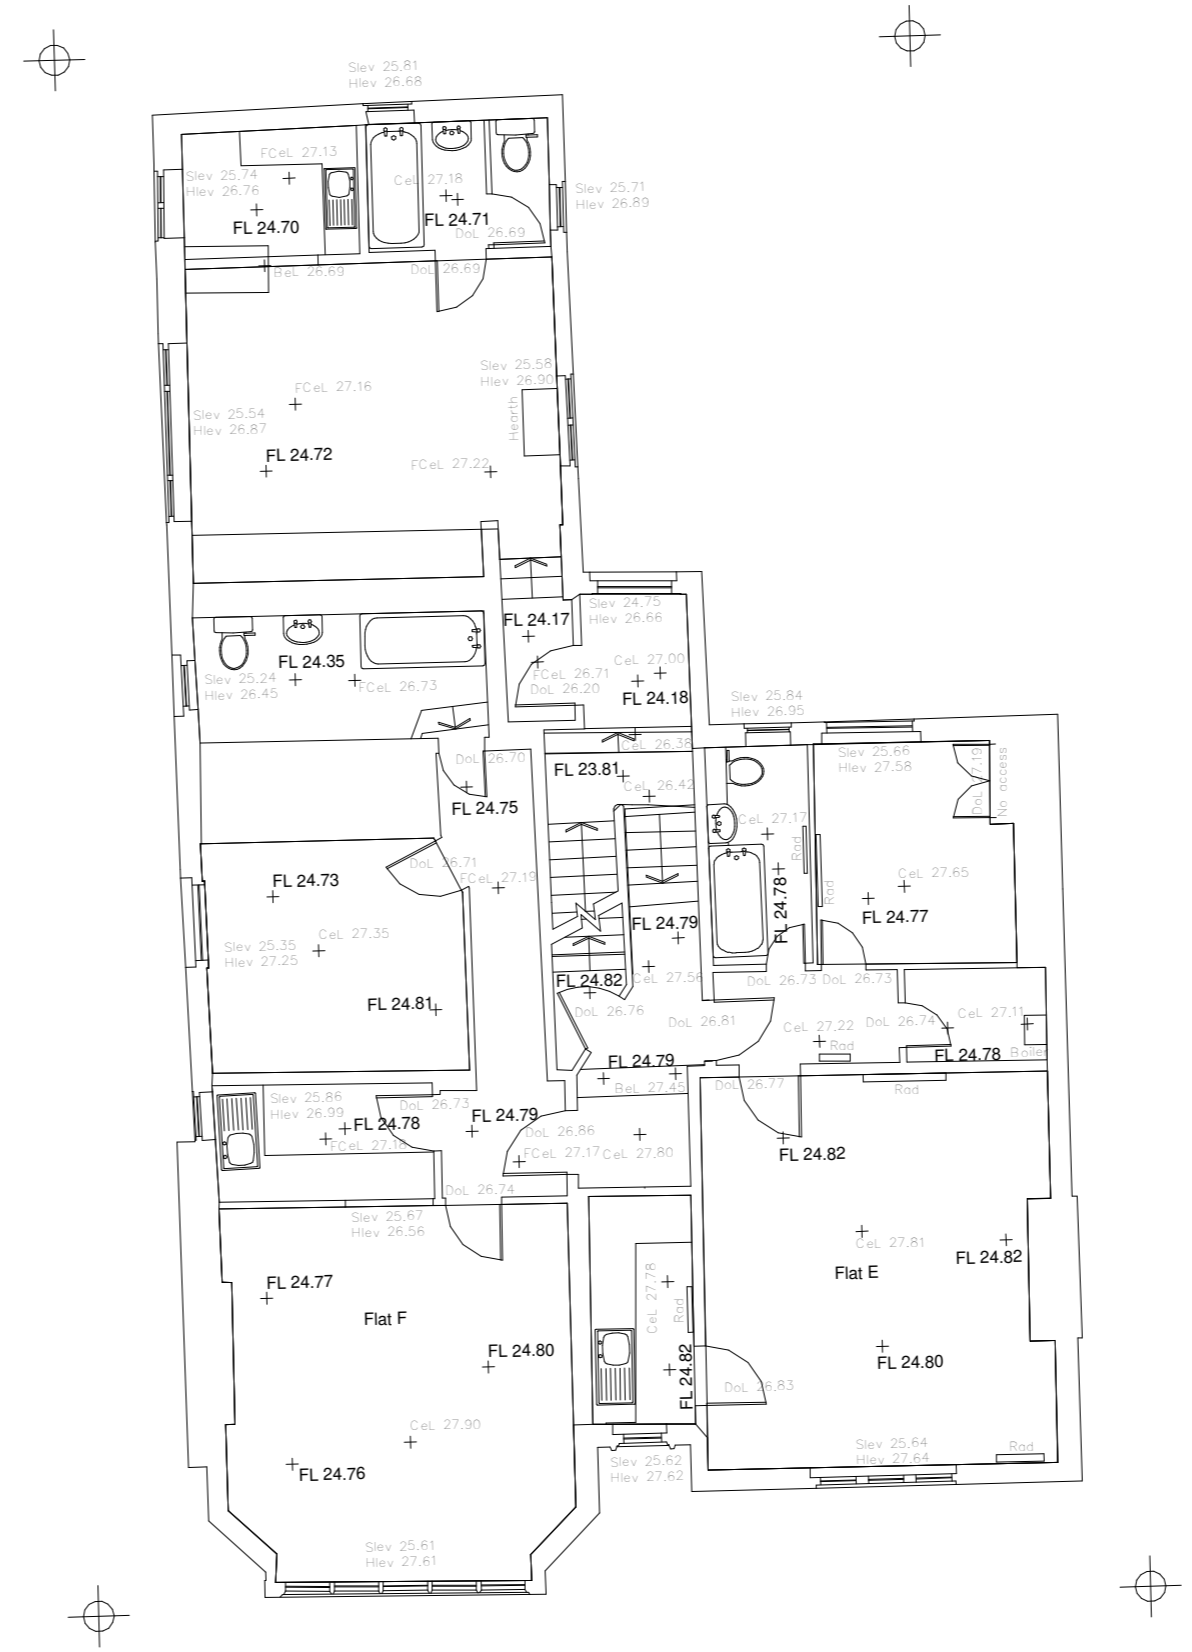 Slev 25.81
Hlev 26.68
FCeL 27.13
Slev 25.74
Hlev 26.76
CeL 27.18
Slev 25.71
Hlev 26.89
FL 24.70
FL 24.71
DoL 26.69
BeL 26.69
DoL 26.69
Slev 25.58
Hlev 26.90
FCeL 27.16
Slev 25.54
Hlev 26.87
Hearth
FL 24.72
FCeL 27.22
Slev 24.75
Hlev 26.66
FL 24.17
FL 24.35
CeL 27.00
FCeL 26.71
DoL 26.20
Slev 25.24
Hlev 26.45
FCeL 26.73
FL 24.18
Slev 25.84
Hlev 26.95
CeL 26.38
DoL 26.70
FL 23.81
Slev 25.66
Hlev 27.58
DoL 27.19
No access
CeL 26.42
FL 24.75
CeL 27.17
Rad
DoL 26.71
FCeL 27.19
CeL 27.65
Rad
FL 24.73
FL 24.78
FL 24.77
FL 24.79
CeL 27.35
Slev 25.35
Hlev 27.25
CeL 27.56
FL 24.82
DoL 26.73
DoL 26.73
FL 24.81
DoL 26.76
DoL 26.81
CeL 27.22
DoL 26.74
CeL 27.11
Rad
FL 24.78
Boiler
FL 24.79
BeL 27.45
DoL 26.77
Rad
Slev 25.86
Hlev 26.99
DoL 26.73
FL 24.78
FL 24.79
FCeL 27.18
DoL 26.86
FCeL 27.17
CeL 27.80
FL 24.82
DoL 26.74
Slev 25.67
Hlev 26.56
CeL 27.81
FL 24.82
Flat E
FL 24.77
CeL 27.78
Rad
Flat F
FL 24.80
FL 24.82
FL 24.80
DoL 26.83
CeL 27.90
Slev 25.64
Hlev 27.64
Rad
FL 24.76
Slev 25.62
Hlev 27.62
Slev 25.61
Hlev 27.61